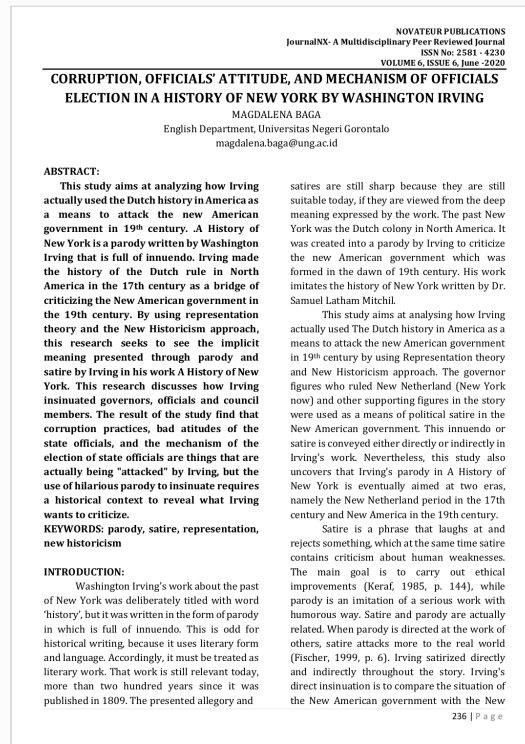 NOVATEUR PUBLICATIONS
JournalNX- A Multidisciplinary Peer Reviewed Journal
ISSN No: 2581 - 4230
VOLUME 6, ISSUE 6, June -2020
CORRUPTION, OFFICIALS' ATTITUDE, AND MECHANISM OF OFFICIALS
ELECTION IN A HISTORY OF NEW YORK BY WASHINGTON IRVING
MAGDALENA BAGA
English Department, Universitas Negeri Gorontalo
magdalena.baga@ung.ac.id
ABSTRACT:
This study aims at analyzing how Irving
actually used the Dutch history in America as
a means to attack the new American
government in 19th century. .A History of
New York is a parody written by Washington
Irving that is full of innuendo. Irving made
the history of the Dutch rule in North
America in the 17th century as a bridge of
criticizing the New American government in
the 19th century. By using representation
theory and the New Historicism approach,
this research seeks to see the implicit
meaning presented through parody and
satire by Irving in his work A History of New
York. This research discusses how Irving
insinuated governors, officials and council
members. The result of the study find that
corruption practices, bad atitudes of the
state officials, and the mechanism of the
election of state officials are things that are
actually being "attacked" by Irving, but the
use of hilarious parody to insinuate requires
a historical context to reveal what Irving
wants to criticize.
KEYWORDS: parody, satire, representation,
new historicism
INTRODUCTION:
Washington Irving's work about the past
of New York was deliberately titled with word
'history', but it was written in the form of parody
in which is full of innuendo. This is odd for
historical writing, because it uses literary form
and language. Accordingly, it must be treated as
literary work. That work is still relevant today,
more than two hundred years since it was
published in 1809. The presented allegory and
satires are still sharp because they are still
suitable today, if they are viewed from the deep
meaning expressed by the work. The past New
York was the Dutch colony in North America. It
was created into a parody by Irving to criticize
the new American government which was
formed in the dawn of 19th century. His work
imitates the history of New York written by Dr.
Samuel Latham Mitchil.
This study aims at analysing how Irving
actually used The Dutch history in America as a
means to attack the new American government
in 19th century by using Representation theory
and New Historicism approach. The governor
figures who ruled New Netherland (New York
now) and other supporting figures in the story
were used as a means of political satire in the
New American government. This innuendo or
satire is conveyed either directly or indirectly in
Irving's work. Nevertheless, this study also
uncovers that Irving's parody in A History of
New York is eventually aimed at two eras,
namely the New Netherland period in the 17th
century and New America in the 19th century.
Satire is a phrase that laughs at and
rejects something, which at the same time satire
contains criticism about human weaknesses.
The main goal is to carry out ethical
improvements (Keraf, 1985, p. 144), while
parody is an imitation of a serious work with
humorous way. Satire and parody are actually
related. When parody is directed at the work of
others, satire attacks more to the real world
(Fischer, 1999, p. 6). Irving satirized directly
and indirectly throughout the story. Irving's
direct insinuation is to compare the situation of
the New American government with the New
236 | Page